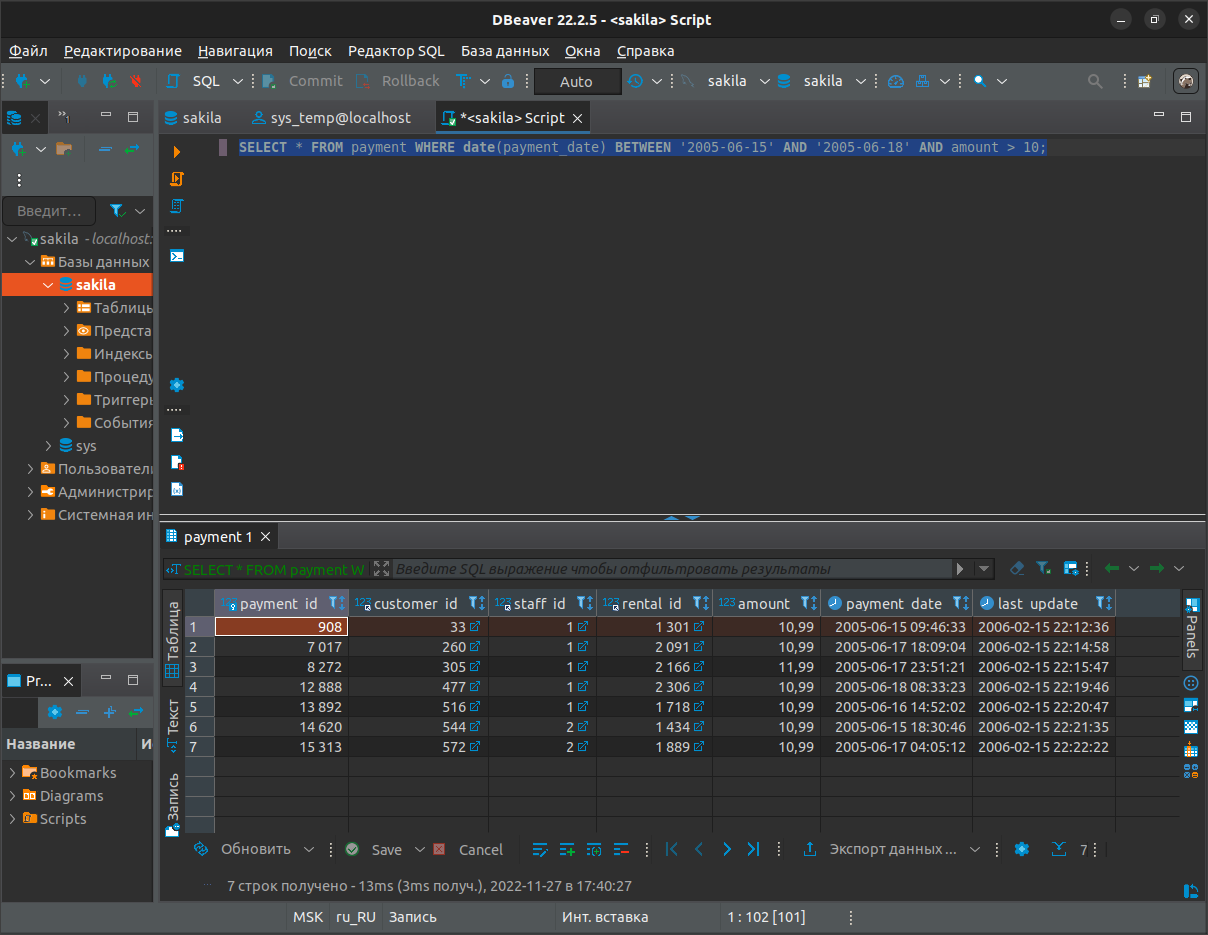 DBeaver 22.2.5 - <sakila> Script
Файл Редактирование Навигация Поиск Редактор SQL База данных Окна Справка
SQL Commit Rollback Auto sakila sakila
sakila sys_temp@localhost *<sakila> Script
SELECT * FROM payment WHERE date(payment_date) BETWEEN '2005-06-15' AND '2005-06-18' AND amount > 10;
Введит...
sakila - localhost:
Базы данных
sakila
Таблицы
Предста
Индексы
Процеду
Триггеры
События
sys
Пользователи
Администрир
Системная ин
Pr...
Название И
Bookmarks
Diagrams
Scripts
payment 1
SELECT * FROM payment W Введите SQL выражение чтобы отфильтровать результаты
Таблица
Текст
Запись
payment_id customer_id staff_id rental_id amount payment_date last_update
1 908 33 1 1 301 10,99 2005-06-15 09:46:33 2006-02-15 22:12:36
2 7 017 260 1 2 091 10,99 2005-06-17 18:09:04 2006-02-15 22:14:58
3 8 272 305 1 2 166 11,99 2005-06-17 23:51:21 2006-02-15 22:15:47
4 12 888 477 1 2 306 10,99 2005-06-18 08:33:23 2006-02-15 22:19:46
5 13 892 516 1 1 718 10,99 2005-06-16 14:52:02 2006-02-15 22:20:47
6 14 620 544 2 1 434 10,99 2005-06-15 18:30:46 2006-02-15 22:21:35
7 15 313 572 2 1 889 10,99 2005-06-17 04:05:12 2006-02-15 22:22:22
Panels
Обновить Save Cancel Экспорт данных ... 7
7 строк получено - 13ms (3ms получ.), 2022-11-27 в 17:40:27
MSK ru_RU Запись Инт. вставка 1 : 102 [101]